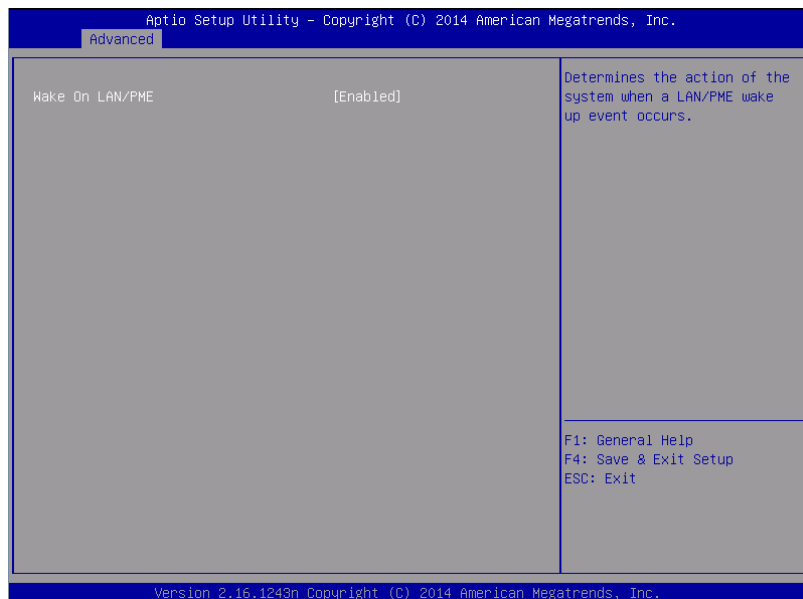 Aptio Setup Utility – Copyright (C) 2014 American Megatrends, Inc.
Advanced
Wake On LAN/PME [Enabled]
Determines the action of the
system when a LAN/PME wake
up event occurs.
F1: General Help
F4: Save & Exit Setup
ESC: Exit
Version 2.16.1243n Copyright (C) 2014 American Megatrends, Inc.